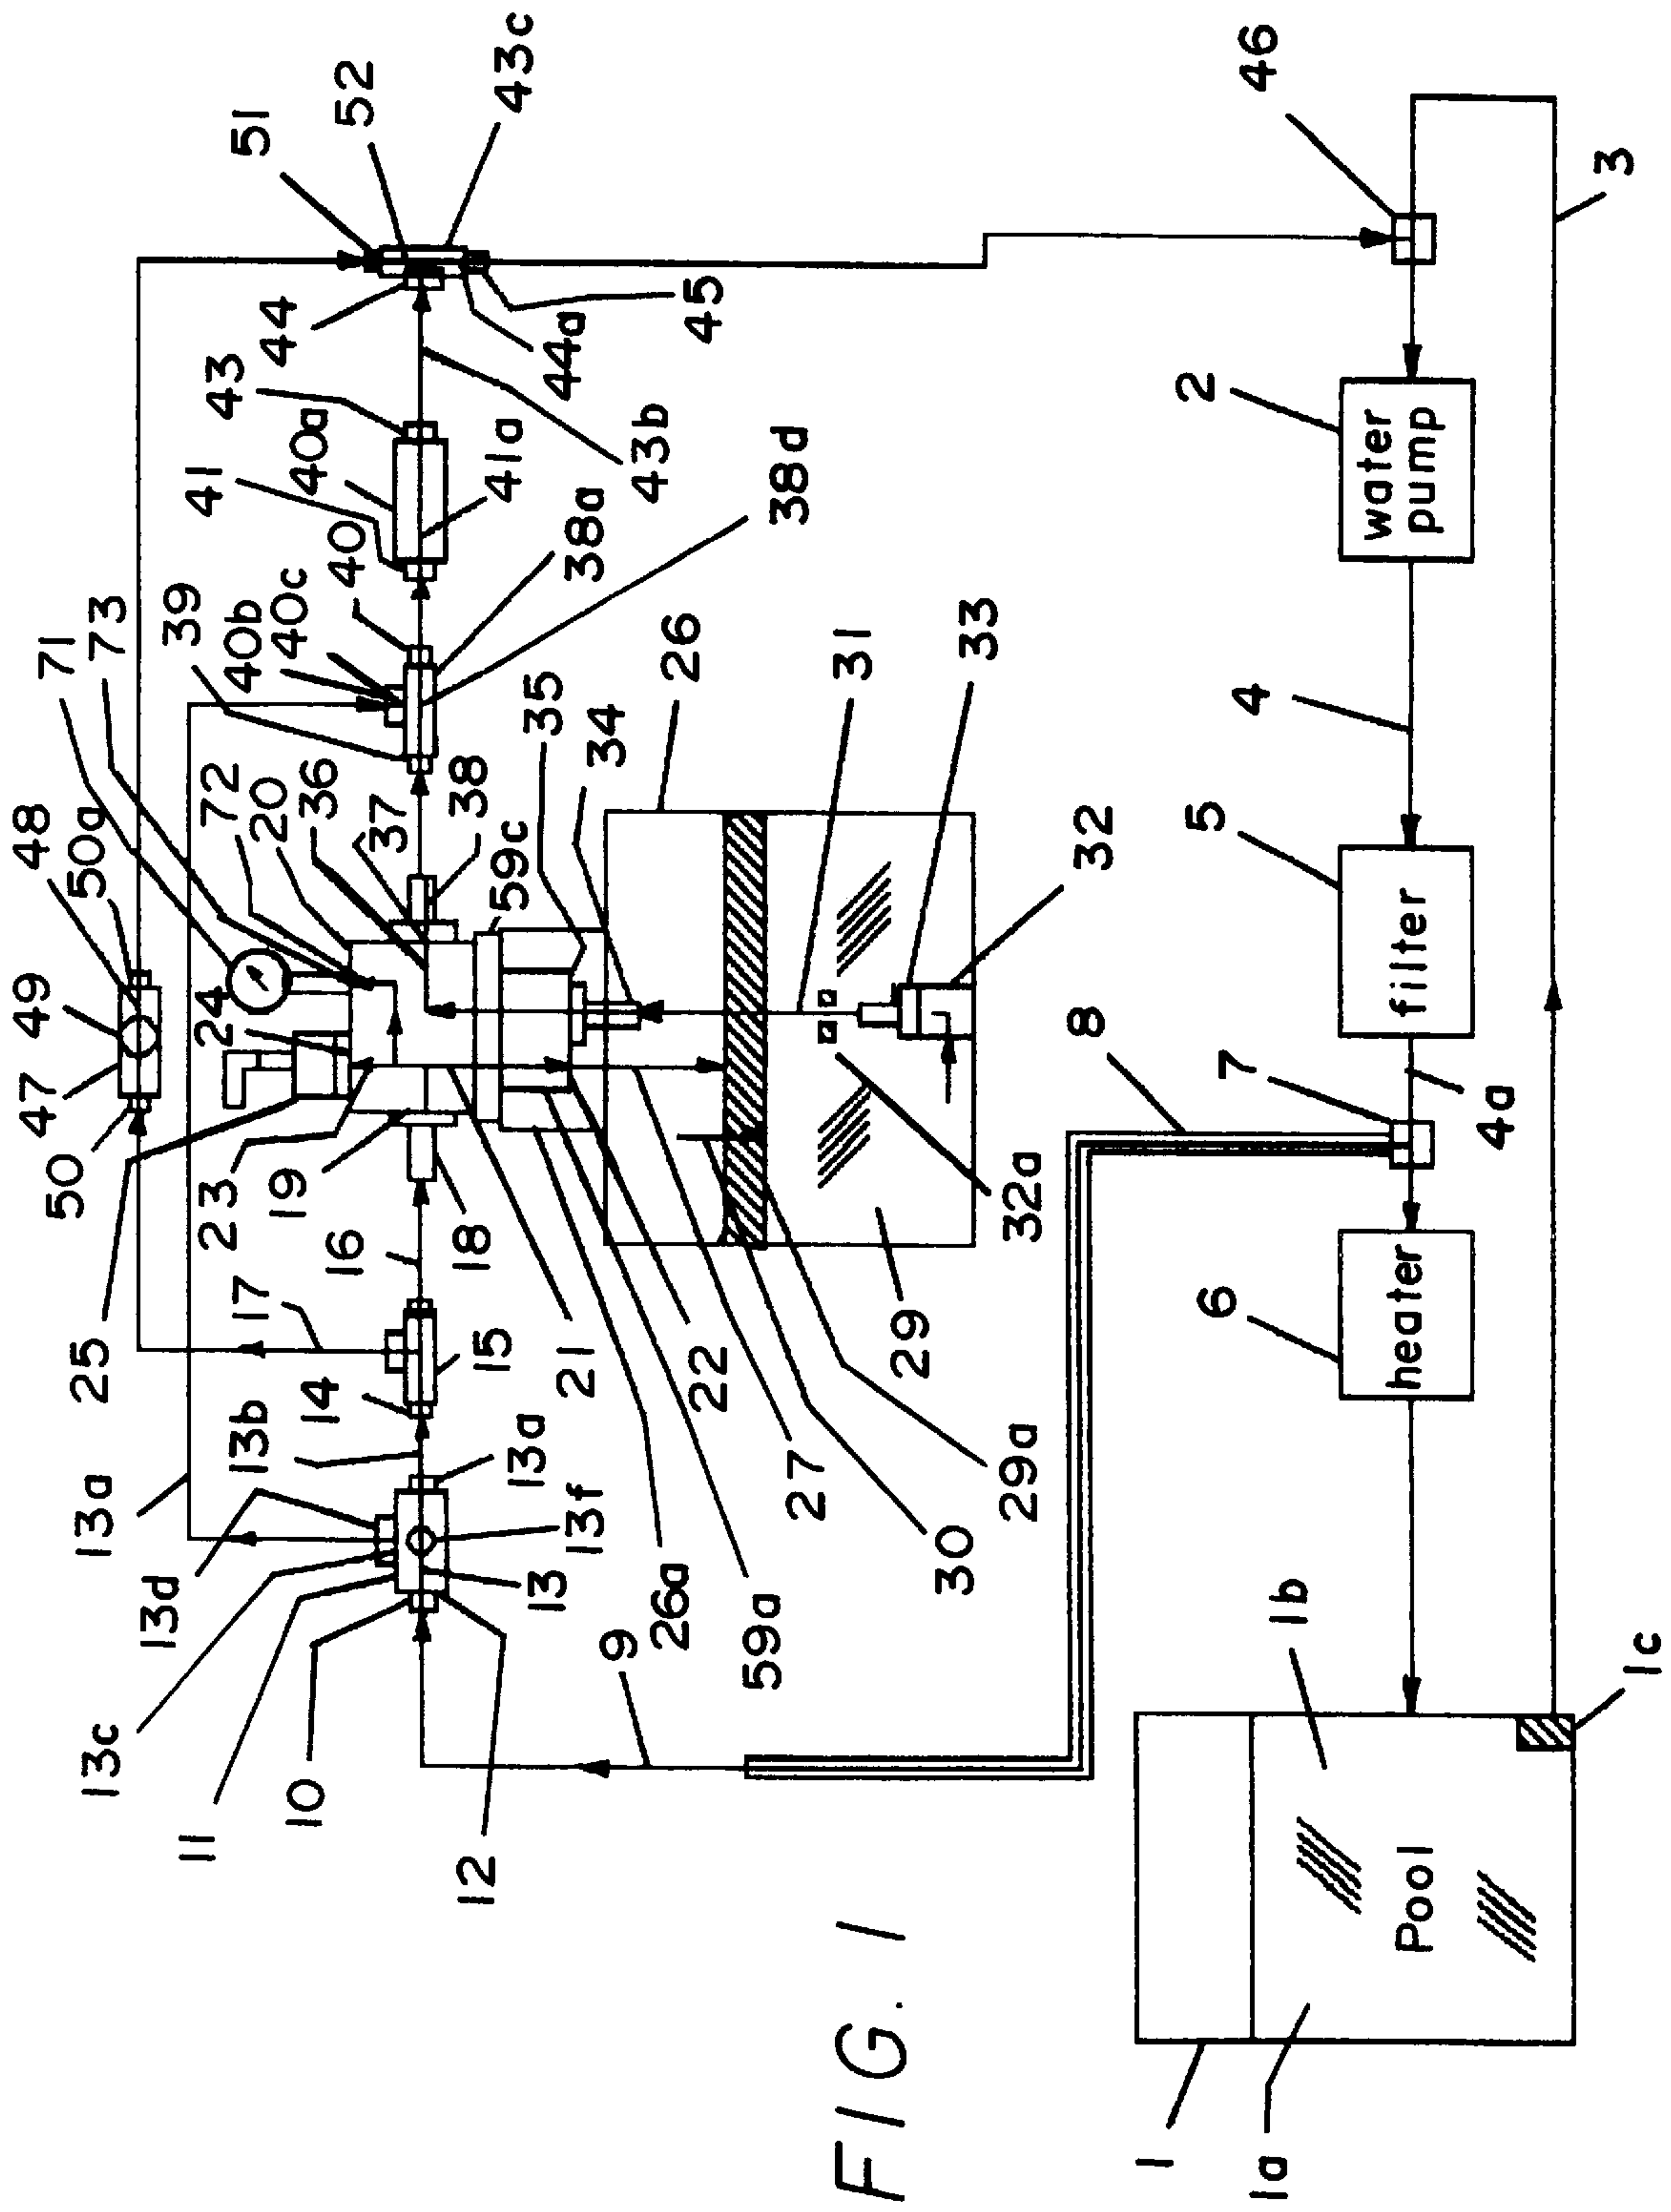 51
52
43c
46
44
43
40a
41
40
45
44a
43b
41a
38a
38d
3
2
water
pump
39
40b
40c
71
73
48
50a
72
20
36
37
38
59c
35
34
26
31
33
32
4
5
filter
49
47
50
24
25
23
19
18
16
17
15
14
13b
13a
13a
21
22
27
26a
59a
30
29
29a
32a
8
7
4a
6
heater
13d
13c
11
10
12
13
13f
9
1b
1c
Pool
1
1a
FIG. 1